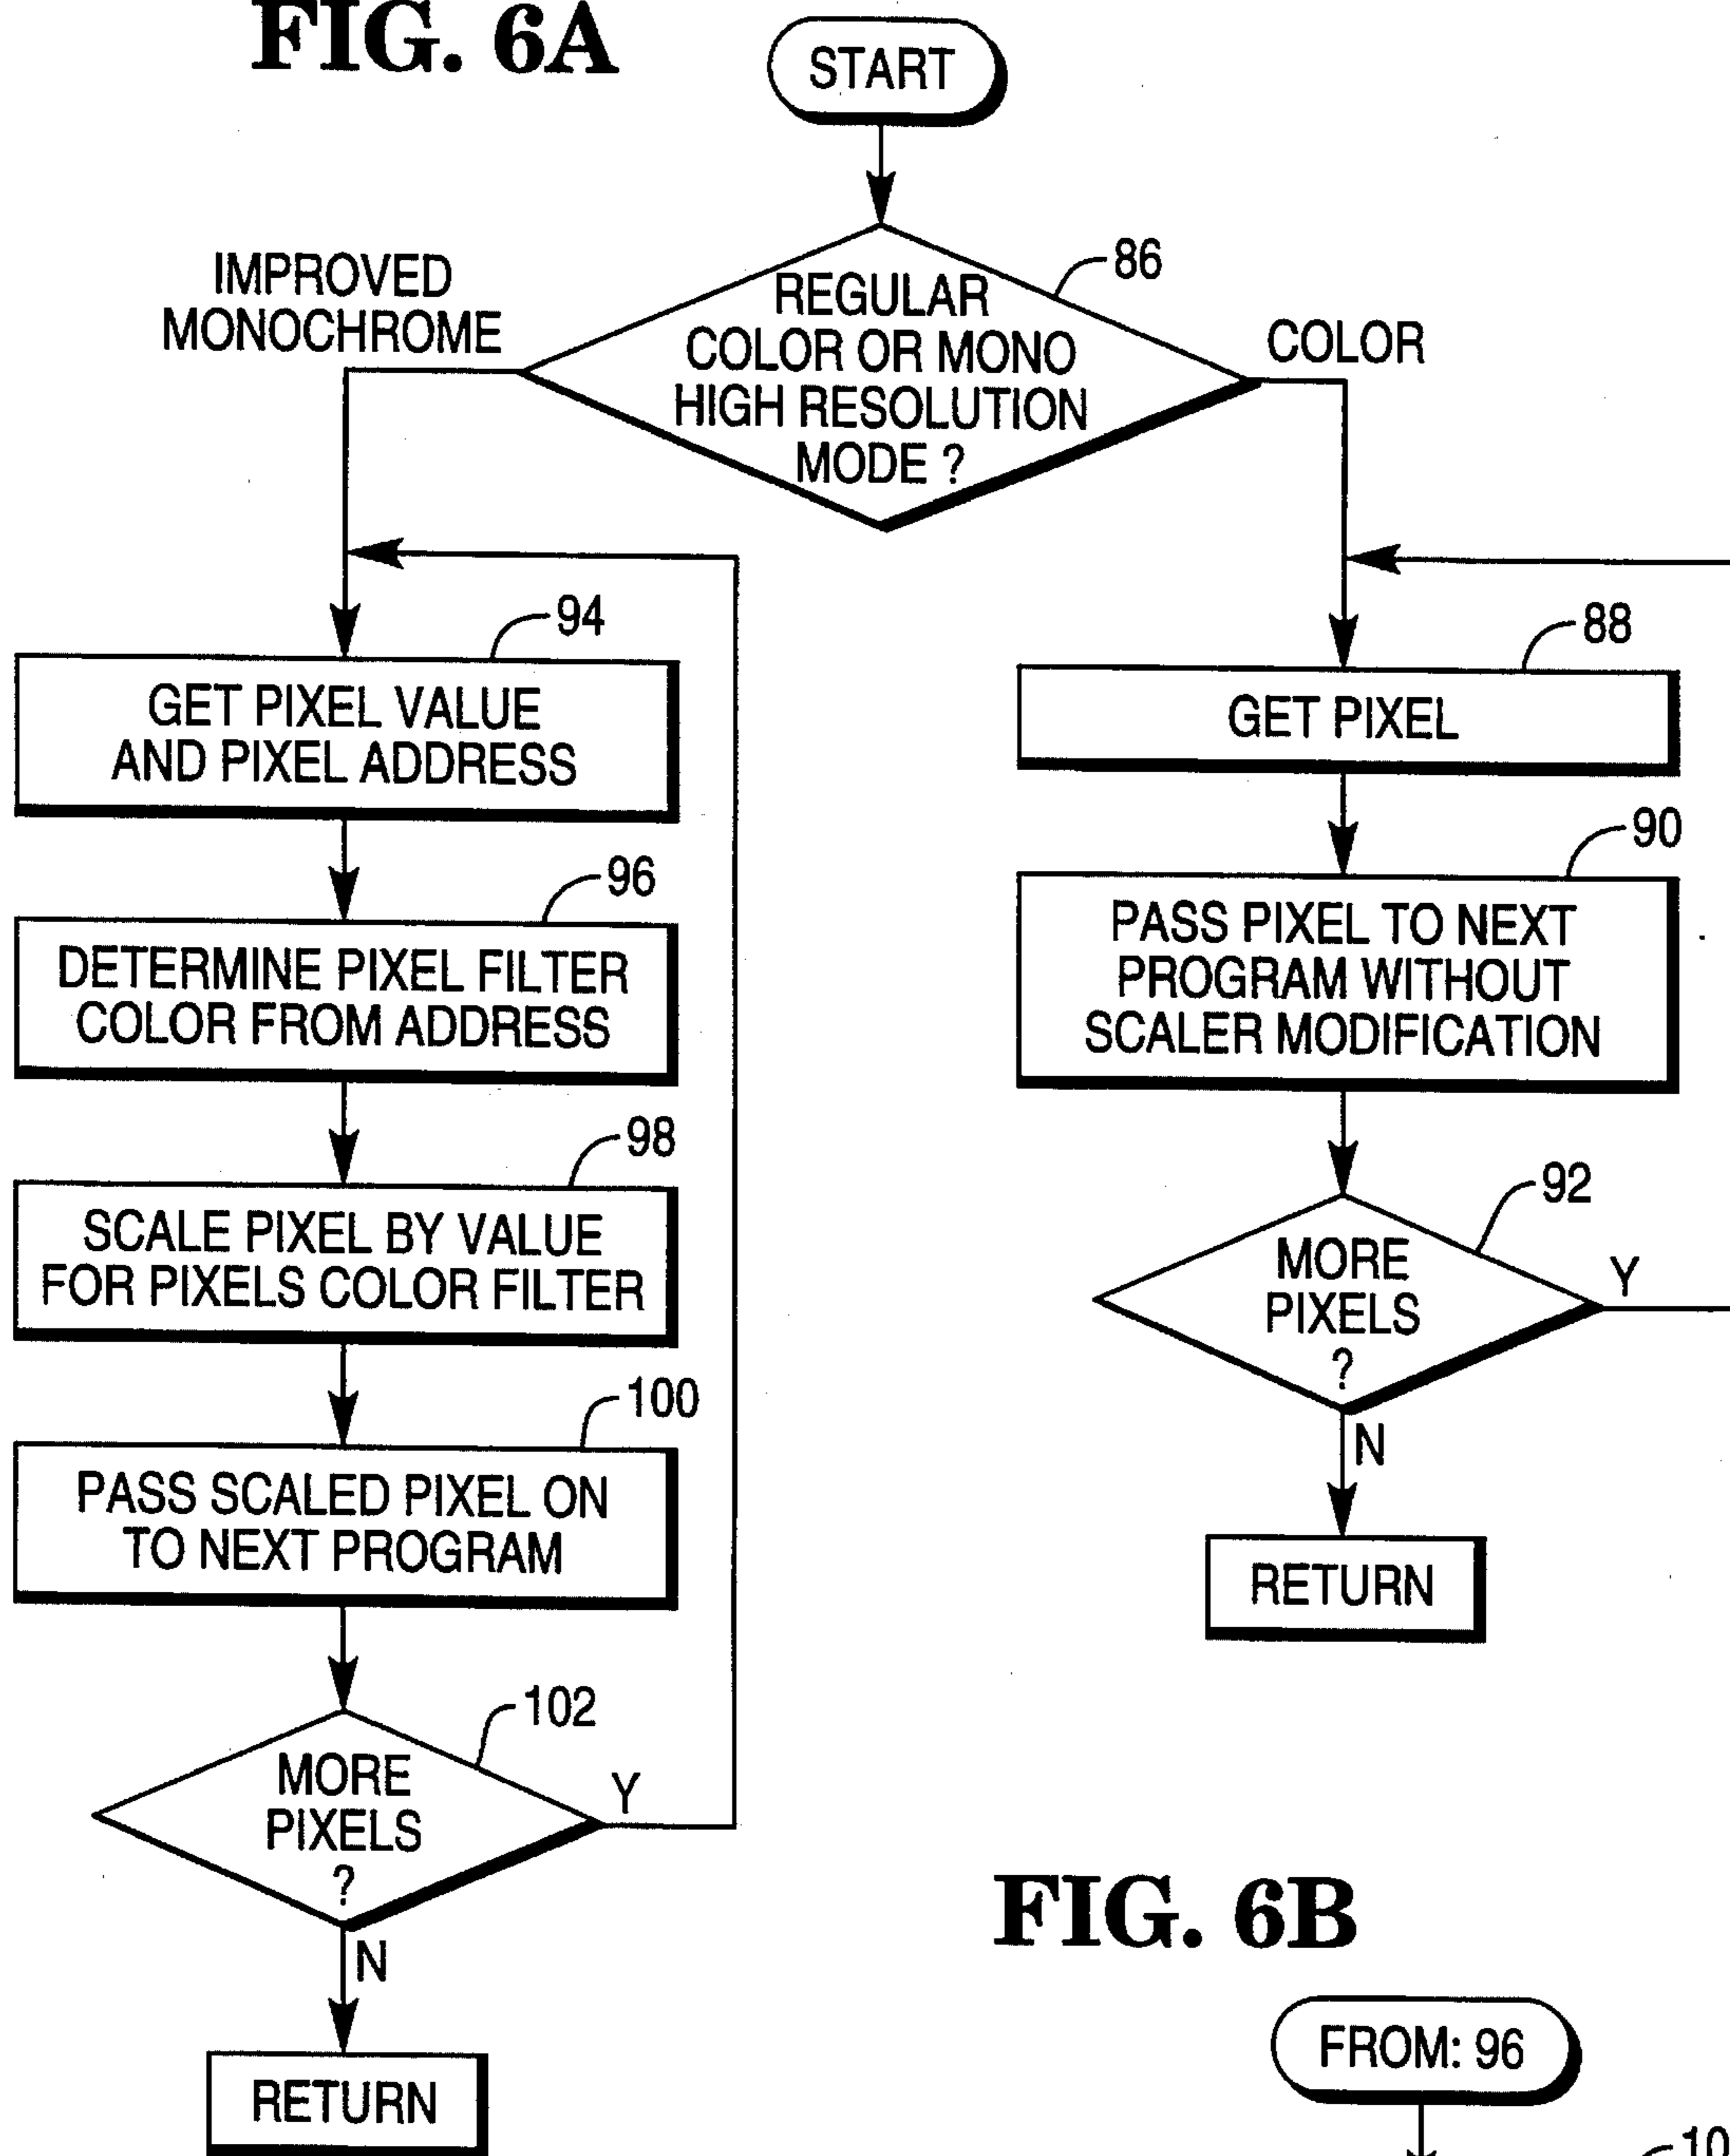 FIG. 6A
START
86
REGULAR
COLOR OR MONO
HIGH RESOLUTION
MODE ?
IMPROVED
MONOCHROME
COLOR
94
GET PIXEL VALUE
AND PIXEL ADDRESS
96
DETERMINE PIXEL FILTER
COLOR FROM ADDRESS
98
SCALE PIXEL BY VALUE
FOR PIXELS COLOR FILTER
100
PASS SCALED PIXEL ON
TO NEXT PROGRAM
102
MORE
PIXELS
?
Y
N
RETURN
88
GET PIXEL
90
PASS PIXEL TO NEXT
PROGRAM WITHOUT
SCALER MODIFICATION
92
MORE
PIXELS
?
Y
N
RETURN
FIG. 6B
FROM: 96